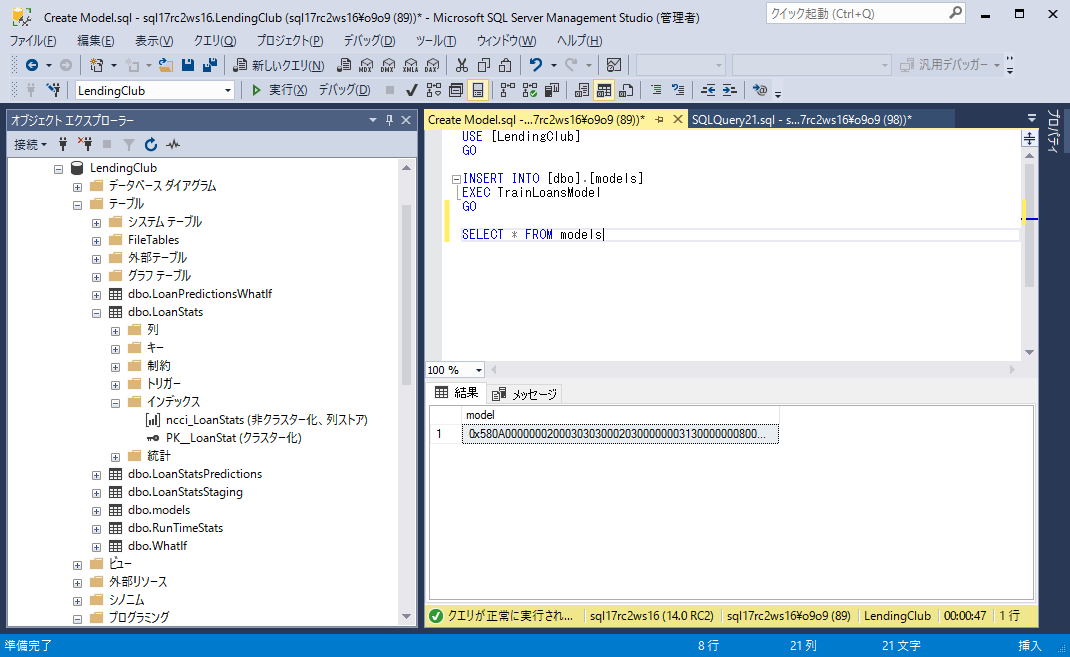 Create Model.sql - sql17rc2ws16.LendingClub (sql17rc2ws16¥o9o9 (89))* - Microsoft SQL Server Management Studio (管理者)
クイック起動 (Ctrl+Q)
ファイル(F) 編集(E) 表示(V) クエリ(Q) プロジェクト(P) デバッグ(D) ツール(T) ウィンドウ(W) ヘルプ(H)
新しいクエリ(N) MDX DMX XMLA DAX 汎用デバッガー
LendingClub 実行(X) デバッグ(D)
オブジェクト エクスプローラー
接続
LendingClub
データベース ダイアグラム
テーブル
システム テーブル
FileTables
外部テーブル
グラフ テーブル
dbo.LoanPredictionsWhatIf
dbo.LoanStats
列
キー
制約
トリガー
インデックス
ncci_LoanStats (非クラスター化、列ストア)
PK__LoanStat (クラスター化)
統計
dbo.LoanStatsPredictions
dbo.LoanStatsStaging
dbo.models
dbo.RunTimeStats
dbo.WhatIf
ビュー
外部リソース
シノニム
プログラミング
Create Model.sql -...7rc2ws16¥o9o9 (89))* SQLQuery21.sql - s...7rc2ws16¥o9o9 (98))*
USE [LendingClub]
GO
INSERT INTO [dbo].[models]
EXEC TrainLoansModel
GO
SELECT * FROM models
100 %
結果 メッセージ
model
1 0x580A000000020003030300020300000003130000000800...
クエリが正常に実行され... sql17rc2ws16 (14.0 RC2) sql17rc2ws16¥o9o9 (89) LendingClub 00:00:47 1 行
プロパティ
準備完了 8 行 21 列 21 文字 挿入